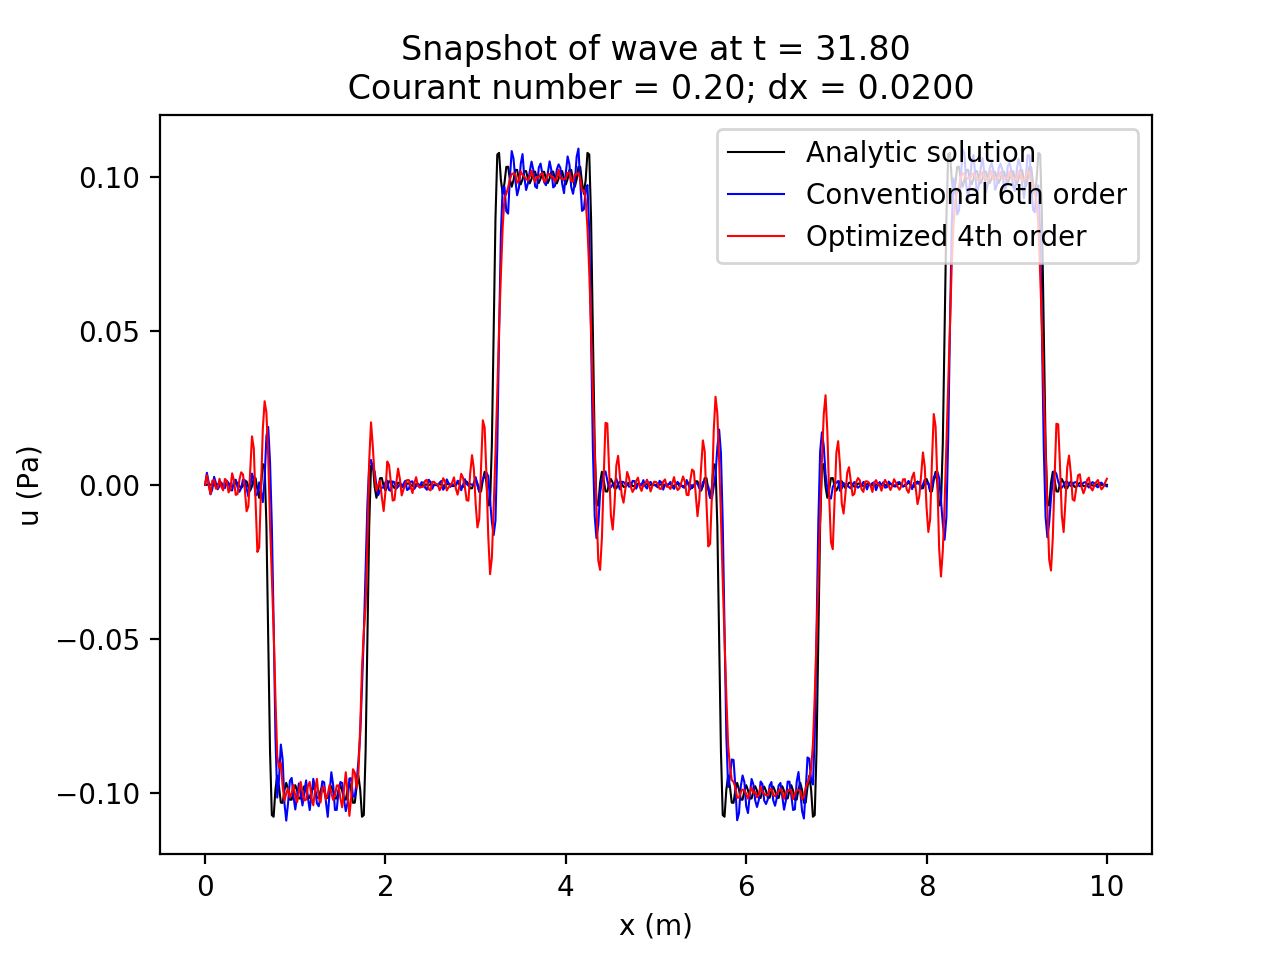 Snapshot of wave at t = 31.80
Courant number = 0.20; dx = 0.0200
Analytic solution
Conventional 6th order
Optimized 4th order
0.10
0.05
0.00
−0.05
−0.10
u (Pa)
0 2 4 6 8 10
x (m)